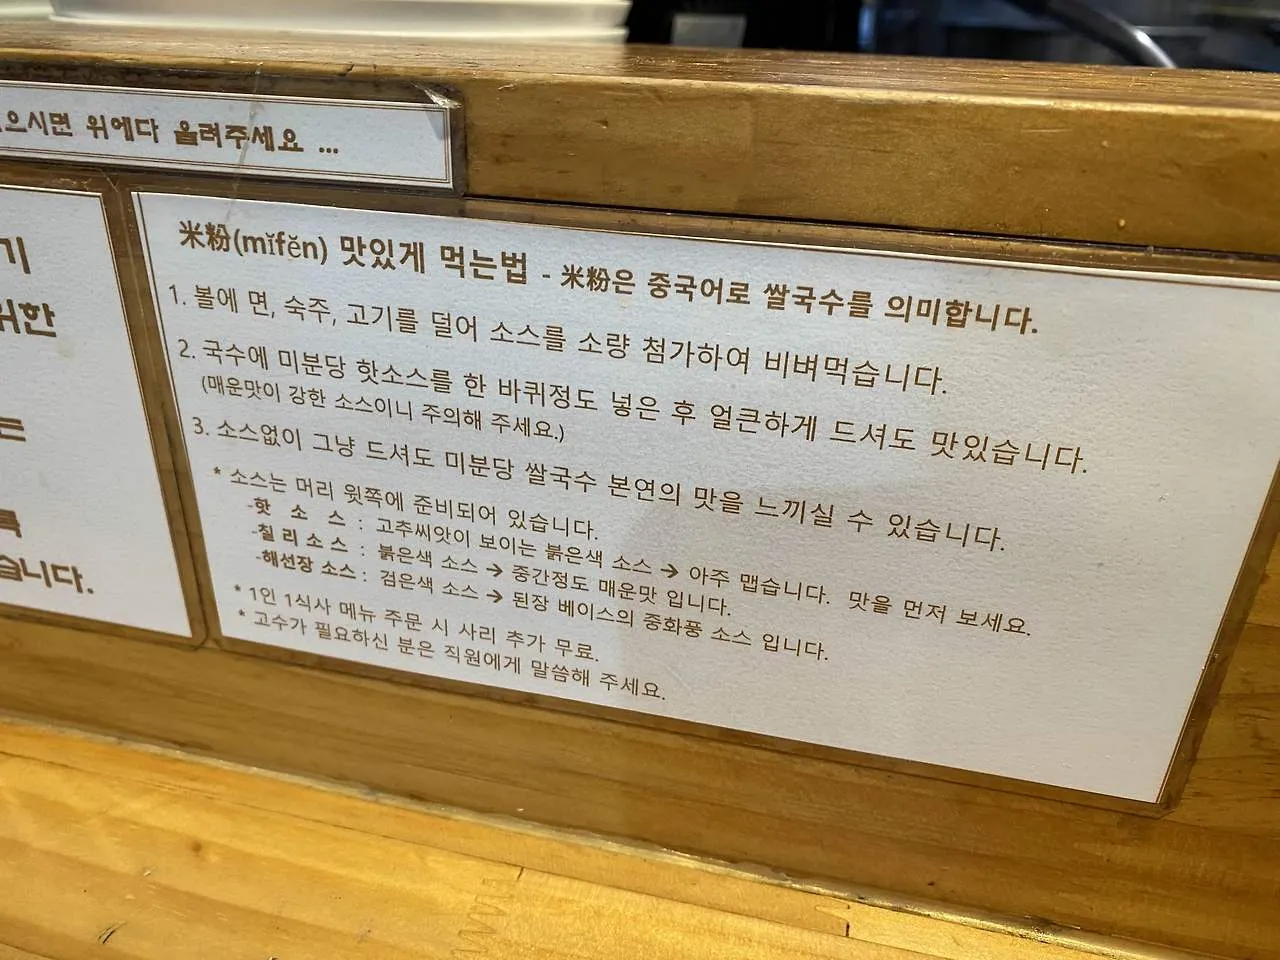 으시면 위에다 올려주세요 ...
기
위한
는
습니다.
米粉(mĭfĕn) 맛있게 먹는법 - 米粉은 중국어로 쌀국수를 의미합니다.
1. 볼에 면, 숙주, 고기를 덜어 소스를 소량 첨가하여 비벼먹습니다.
2. 국수에 미분당 핫소스를 한 바퀴정도 넣은 후 얼큰하게 드셔도 맛있습니다.
(매운맛이 강한 소스이니 주의해 주세요.)
3. 소스없이 그냥 드셔도 미분당 쌀국수 본연의 맛을 느끼실 수 있습니다.
* 소스는 머리 윗쪽에 준비되어 있습니다.
-핫 소 스 : 고추씨앗이 보이는 붉은색 소스 → 아주 맵습니다. 맛을 먼저 보세요.
-칠리소스 : 붉은색 소스 → 중간정도 매운맛 입니다.
-해선장 소스 : 검은색 소스 → 된장 베이스의 중화풍 소스 입니다.
* 1인 1식사 메뉴 주문 시 사리 추가 무료.
* 고수가 필요하신 분은 직원에게 말씀해 주세요.